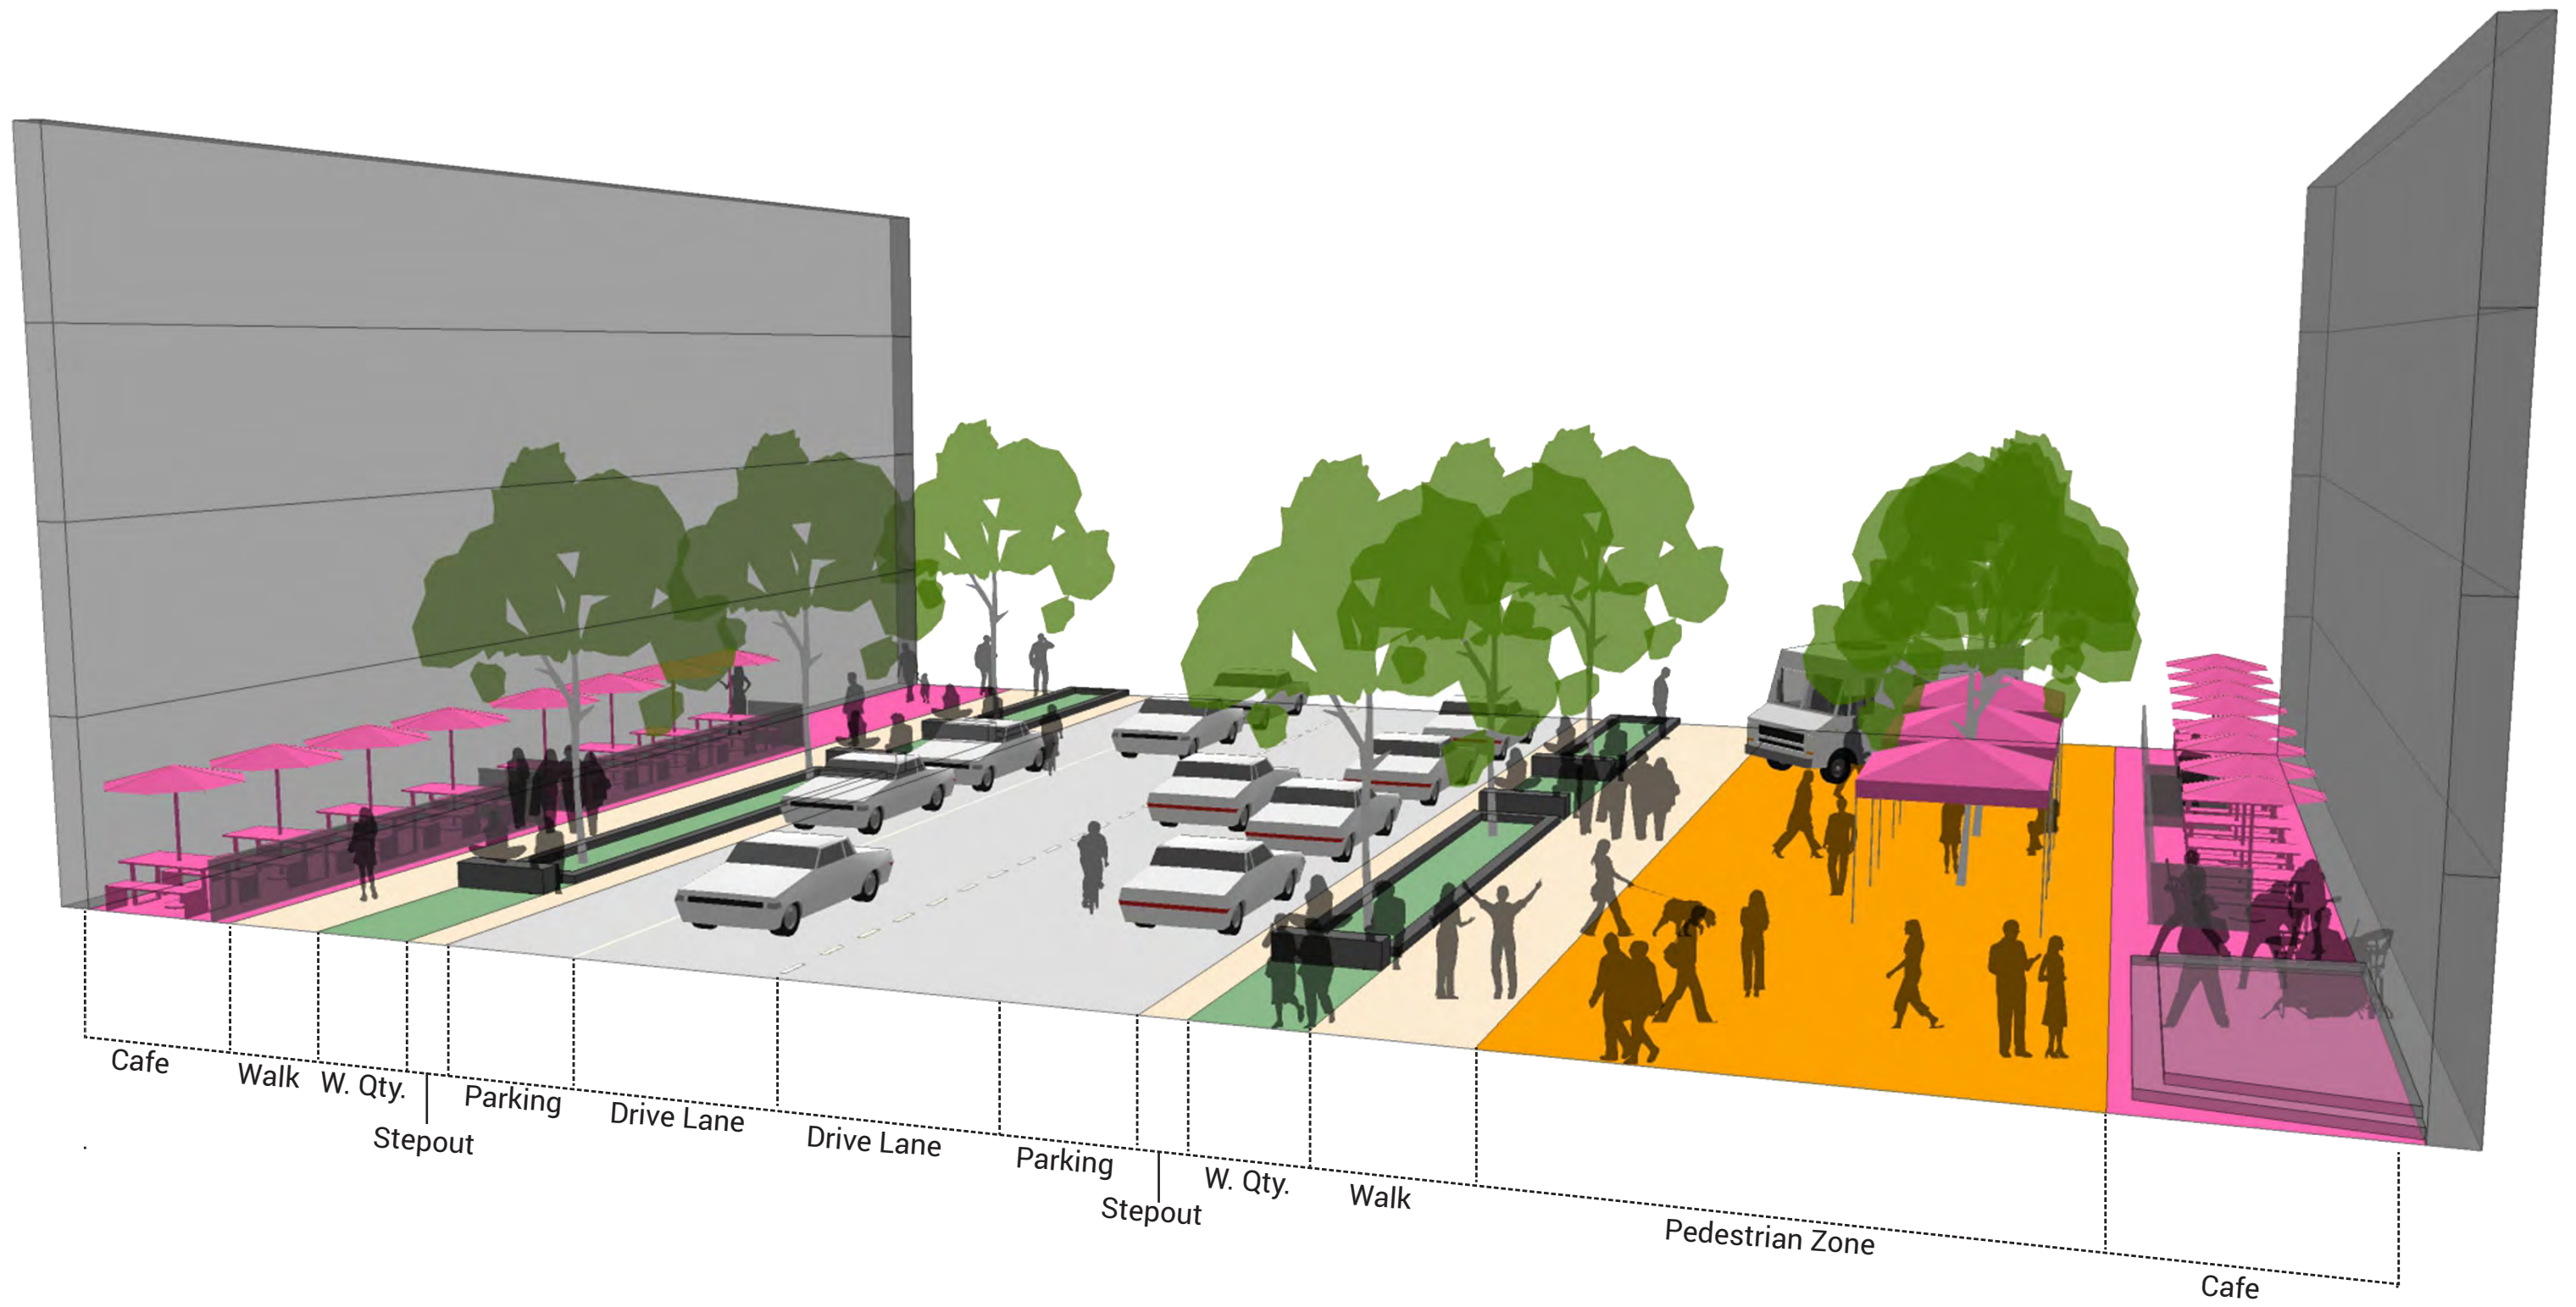 Cafe
Walk
W. Qty.
Stepout
Parking
Drive Lane
Drive Lane
Parking
Stepout
W. Qty.
Walk
Pedestrian Zone
Cafe